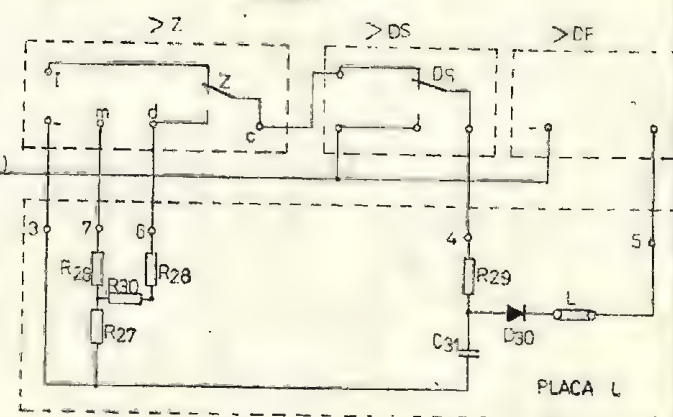 > Z
> DS
> DF
I
Z
DS
-
m
d
c
-
)
3
7
6
4
5
R26
R30
R28
R29
R27
D30
L
C31
PLACA L